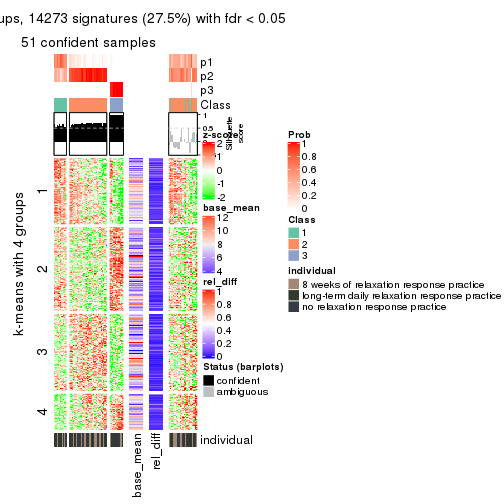 ups, 14273 signatures (27.5%) with fdr < 0.05
51 confident samples
p1
p2
p3
Class
1
0.5
0
Silhouette
score
k-means with 4 groups
1
2
3
4
individual
base_mean
rel_diff
z-score
2
1
0
-1
-2
base_mean
12
10
8
6
4
rel_diff
1
0.8
0.6
0.4
0.2
0
Status (barplots)
confident
ambiguous
Prob
1
0.8
0.6
0.4
0.2
0
Class
1
2
3
individual
8 weeks of relaxation response practice
long-term daily relaxation response practice
no relaxation response practice